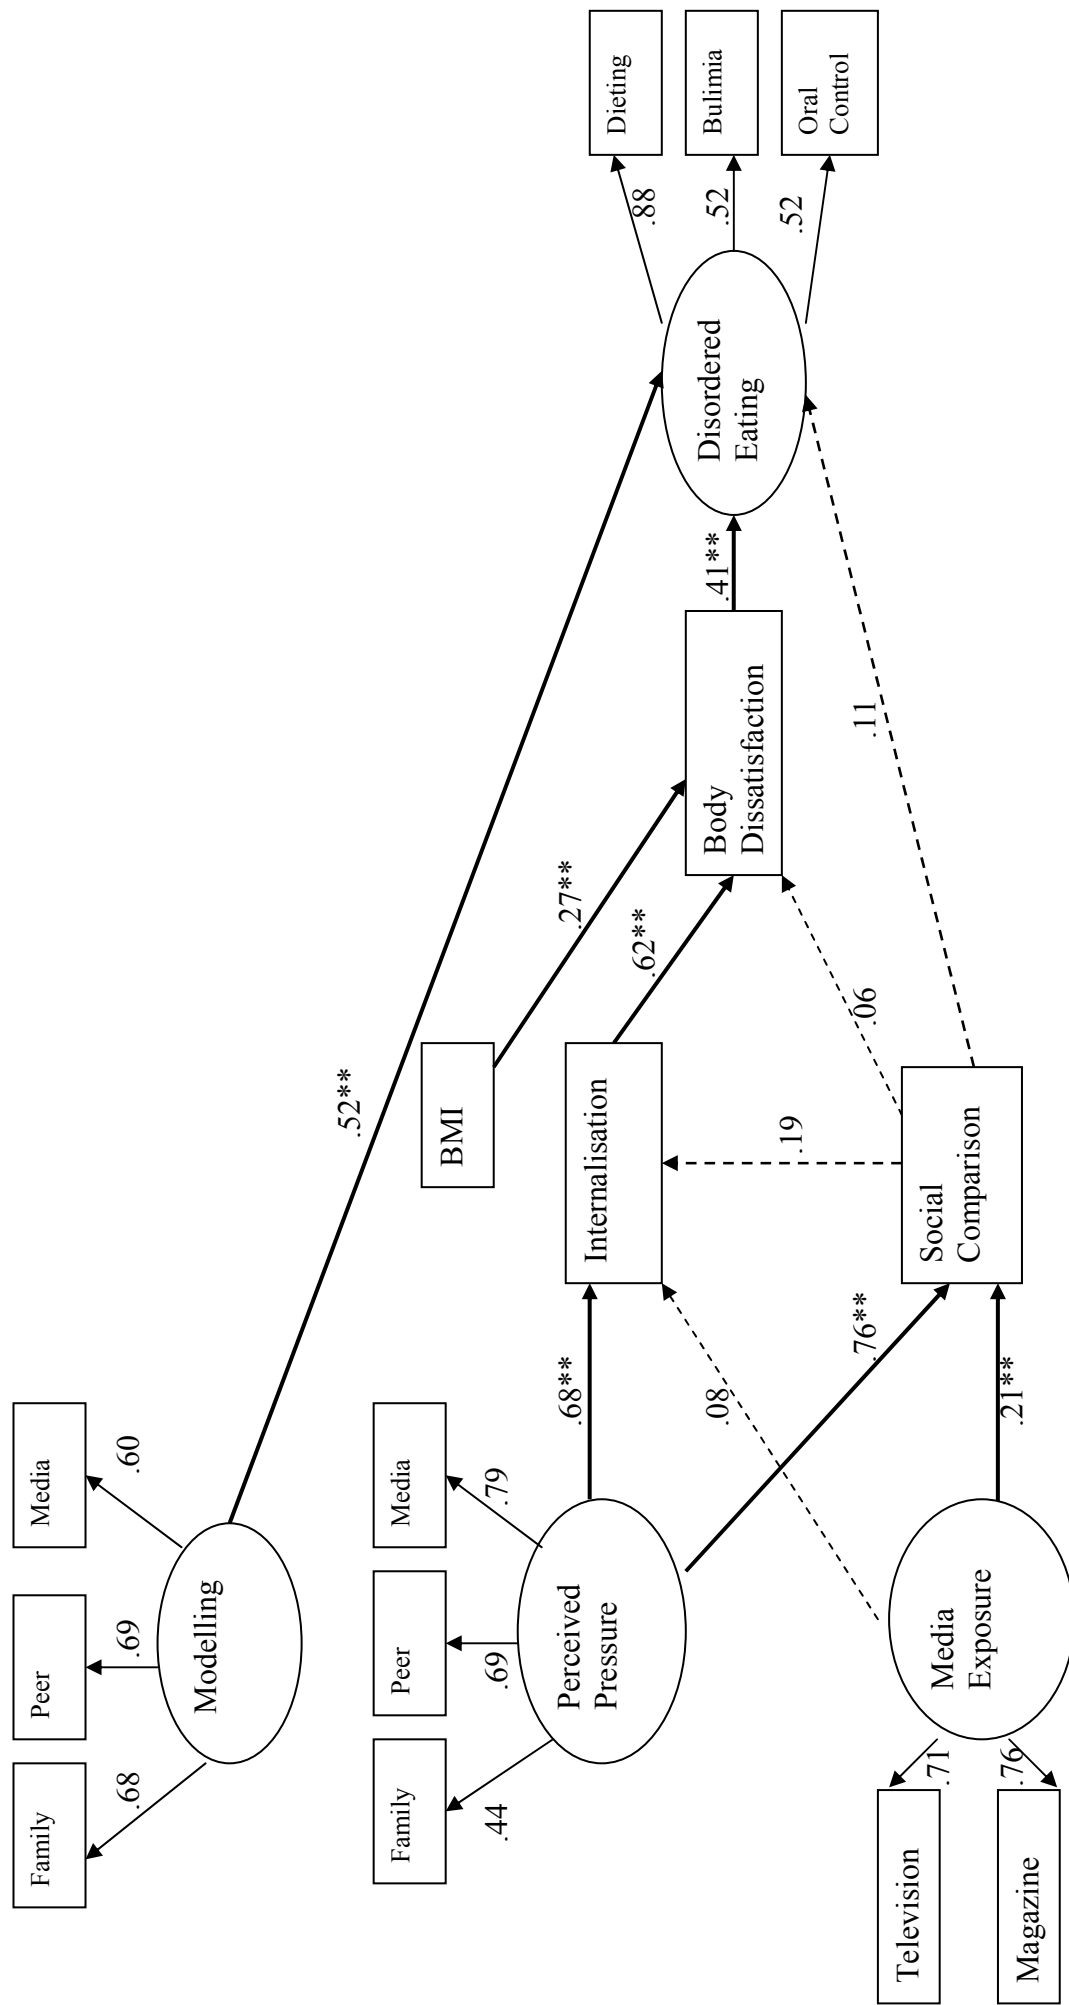 Family
Peer
Media
.68
.69
.60
Modelling
.52**
Family
Peer
Media
.44
.69
.79
Perceived
Pressure
.68**
.76**
BMI
.27**
Internalisation
.62**
.08
.19
Television
Magazine
.71
.76
Media
Exposure
.21**
Social
Comparison
.06
.11
Body
Dissatisfaction
.41**
Disordered
Eating
.88
.52
.52
Dieting
Bulimia
Oral
Control